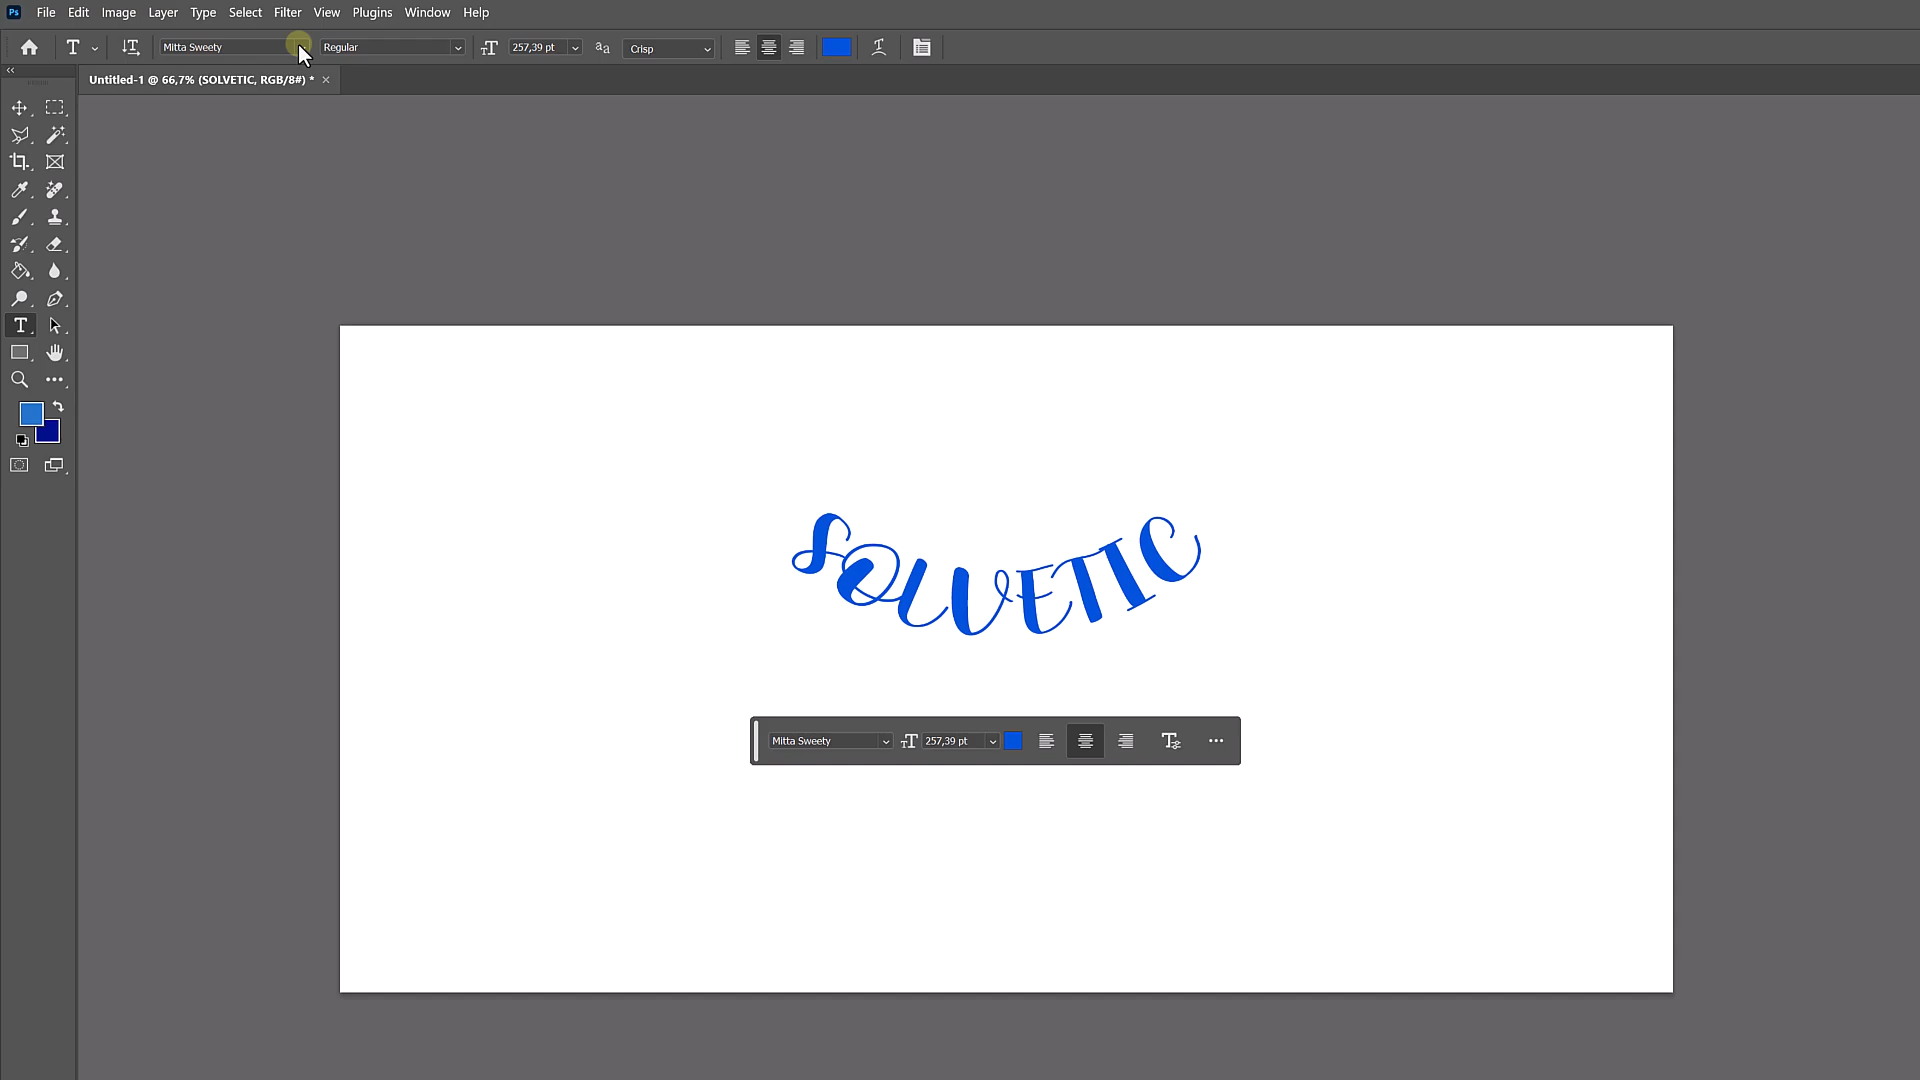 Ps File Edit Image Layer Type Select Filter View Plugins Window Help
Mitta Sweety Regular 257,39 pt Crisp
Untitled-1 @ 66,7% (SOLVETIC, RGB/8#) *
SOLVETIC
Mitta Sweety 257,39 pt